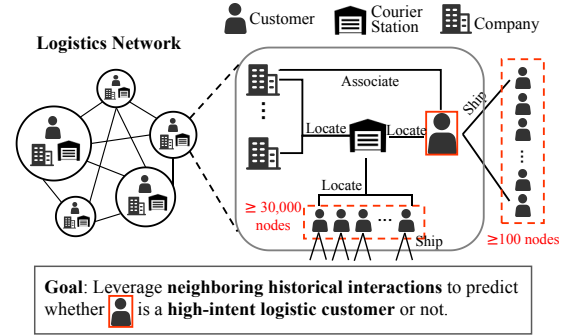 Customer
Courier
Station
Company
Logistics Network
Associate
Ship
Locate
Locate
Locate
≥ 30,000
nodes
Ship
≥100 nodes
Goal: Leverage neighboring historical interactions to predict
whether is a high-intent logistic customer or not.